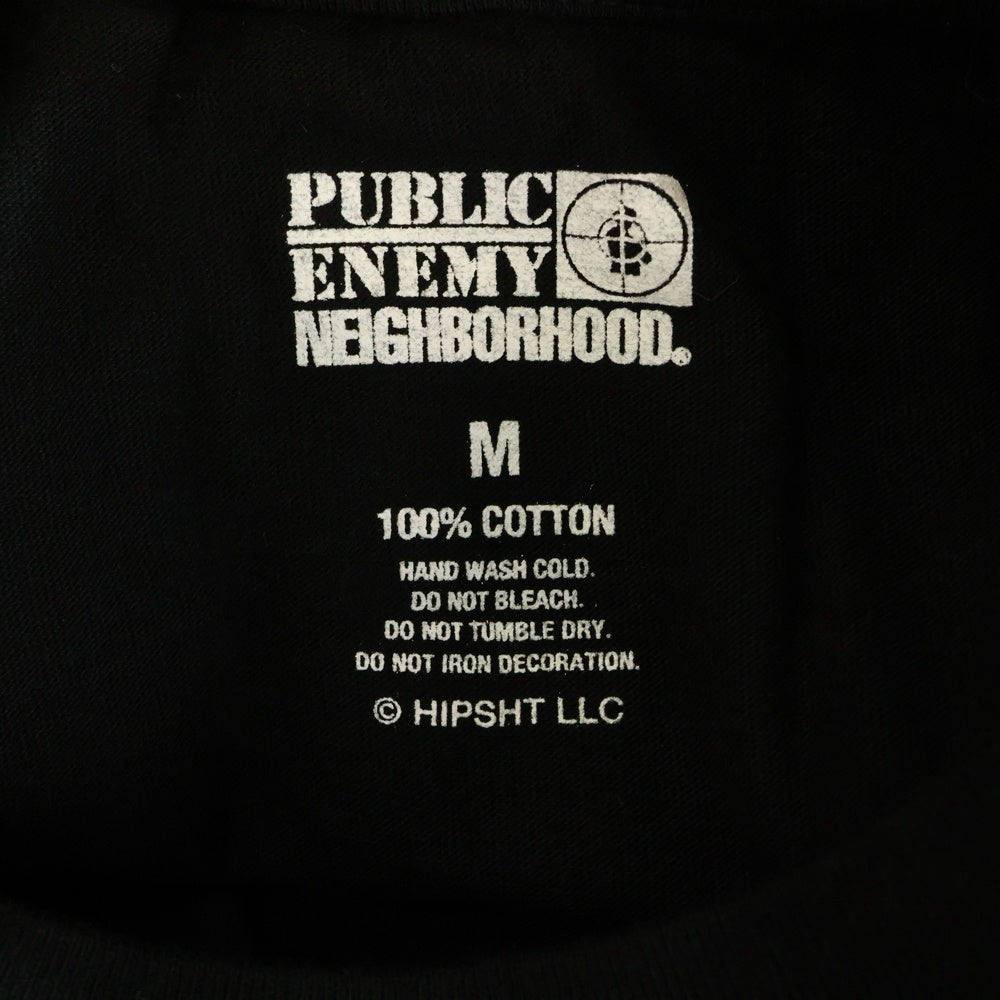 PUBLIC
ENEMY
NEIGHBORHOOD®
M
100% COTTON
HAND WASH COLD.
DO NOT BLEACH.
DO NOT TUMBLE DRY.
DO NOT IRON DECORATION.
© HIPSHT LLC